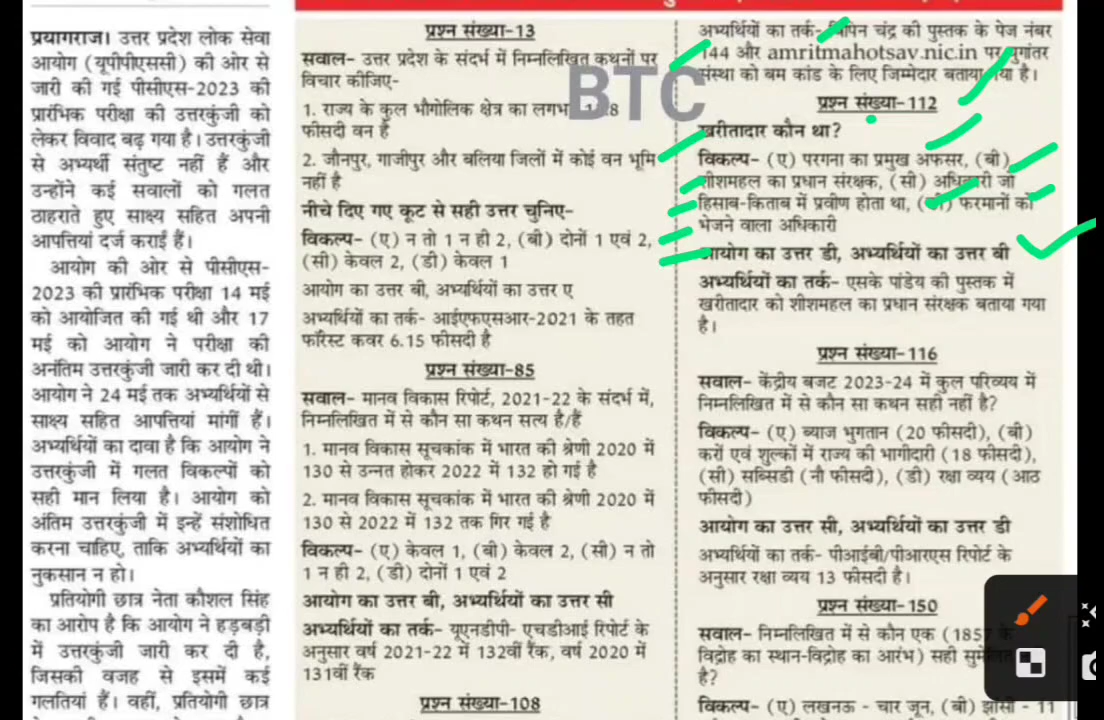 प्रयागराज। उत्तर प्रदेश लोक सेवा
आयोग (यूपीपीएससी) की ओर से
जारी की गई पीसीएस-2023 की
प्रारंभिक परीक्षा की उत्तरकुंजी को
लेकर विवाद बढ़ गया है। उत्तरकुंजी
से अभ्यर्थी संतुष्ट नहीं हैं और
उन्होंने कई सवालों को गलत
ठहराते हुए साक्ष्य सहित अपनी
आपत्तियां दर्ज कराईं हैं।
आयोग की ओर से पीसीएस-
2023 की प्रारंभिक परीक्षा 14 मई
को आयोजित की गई थी और 17
मई को आयोग ने परीक्षा की
अनंतिम उत्तरकुंजी जारी कर दी थी।
आयोग ने 24 मई तक अभ्यर्थियों से
साक्ष्य सहित आपत्तियां मांगीं हैं।
अभ्यर्थियों का दावा है कि आयोग ने
उत्तरकुंजी में गलत विकल्पों को
सही मान लिया है। आयोग को
अंतिम उत्तरकुंजी में इन्हें संशोधित
करना चाहिए, ताकि अभ्यर्थियों का
नुकसान न हो।
प्रतियोगी छात्र नेता कौशल सिंह
का आरोप है कि आयोग ने हड़बड़ी
में उत्तरकुंजी जारी कर दी है,
जिसकी वजह से इसमें कई
गलतियां हैं। वहीं, प्रतियोगी छात्र
प्रश्न संख्या-13
सवाल- उत्तर प्रदेश के संदर्भ में निम्नलिखित कथनों पर
विचार कीजिए-
1. राज्य के कुल भौगोलिक क्षेत्र का
फीसदी वन है
2. जौनपुर, गाजीपुर और बलिया जिलों में कोई वन भूमि
नहीं है
नीचे दिए गए कूट से सही उत्तर चुनिए-
विकल्प- (ए) न तो 1 न ही 2, (बी) दोनों 1 एवं 2,
(सी) केवल 2, (डी) केवल 1
आयोग का उत्तर बी, अभ्यर्थियों का उत्तर ए
अभ्यर्थियों का तर्क- आईएफएसआर-2021 के तहत
फॉरेस्ट कवर 6.15 फीसदी है
प्रश्न संख्या-85
सवाल- मानव विकास रिपोर्ट, 2021-22 के संदर्भ में,
निम्नलिखित में से कौन सा कथन सत्य है/हैं
1. मानव विकास सूचकांक में भारत की श्रेणी 2020 में
130 से उन्नत होकर 2022 में 132 हो गई है
2. मानव विकास सूचकांक में भारत की श्रेणी 2020 में
130 से 2022 में 132 तक गिर गई है
विकल्प- (ए) केवल 1, (बी) केवल 2, (सी) न तो
1 न ही 2, (डी) दोनों 1 एवं 2
आयोग का उत्तर बी, अभ्यर्थियों का उत्तर सी
अभ्यर्थियों का तर्क- यूएनडीपी- एचडीआई रिपोर्ट के
अनुसार वर्ष 2021-22 में 132वीं रैंक, वर्ष 2020 में
131वीं रैंक
प्रश्न संख्या-108
BTC
अभ्यर्थियों का तर्क- चंद्र की पुस्तक के पेज नंबर
144 और amritmahotsav.nic.in पर युगांतर
संस्था को बम कांड के लिए जिम्मेदार बताया गया है।
प्रश्न संख्या-112
खरीतादार कौन था?
विकल्प- (ए) परगना का प्रमुख अफसर, (बी)
शीशमहल का प्रधान संरक्षक, (सी) अधिकारी जो
हिसाब-किताब में प्रवीण होता था, फरमानों को
भेजने वाला अधिकारी
आयोग का उत्तर डी, अभ्यर्थियों का उत्तर बी
अभ्यर्थियों का तर्क- एसके पांडेय की पुस्तक में
खरीतादार को शीशमहल का प्रधान संरक्षक बताया गया
है।
प्रश्न संख्या-116
सवाल- केंद्रीय बजट 2023-24 में कुल परिव्यय में
निम्नलिखित में से कौन सा कथन सही नहीं है?
विकल्प- (ए) ब्याज भुगतान (20 फीसदी), (बी)
करों एवं शुल्कों में राज्य की भागीदारी (18 फीसदी),
(सी) सब्सिडी (नौ फीसदी), (डी) रक्षा व्यय (आठ
फीसदी)
आयोग का उत्तर सी, अभ्यर्थियों का उत्तर डी
अभ्यर्थियों का तर्क- पीआईबी/पीआरएस रिपोर्ट के
अनुसार रक्षा व्यय 13 फीसदी है।
प्रश्न संख्या-150
सवाल- निम्नलिखित में से कौन एक (1857 के
विद्रोह का स्थान-विद्रोह का आरंभ) सही सुमेलित
है?
विकल्प- (ए) लखनऊ - चार जून, (बी) झाँसी - 11